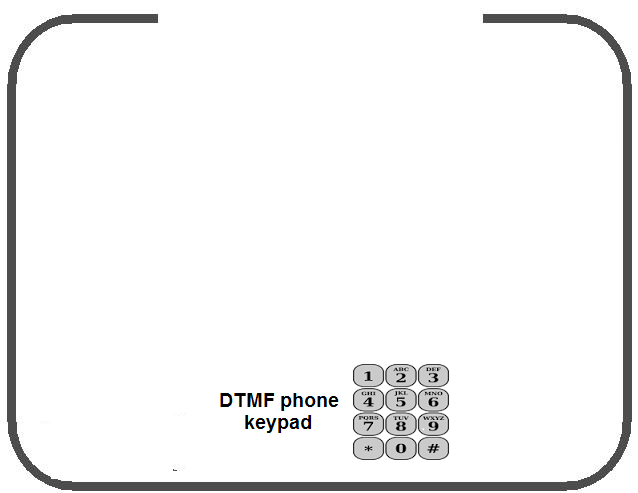 1 ABC 2 DEF 3
DTMF phone GHI 4 JKL 5 MNO 6
keypad PQRS 7 TUV 8 WXYZ 9
* 0 #